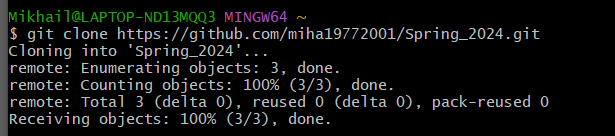 Mikhail@LAPTOP-ND13MQQ3 MINGW64 ~
$ git clone https://github.com/miha19772001/Spring_2024.git
Cloning into 'Spring_2024'...
remote: Enumerating objects: 3, done.
remote: Counting objects: 100% (3/3), done.
remote: Total 3 (delta 0), reused 0 (delta 0), pack-reused 0
Receiving objects: 100% (3/3), done.